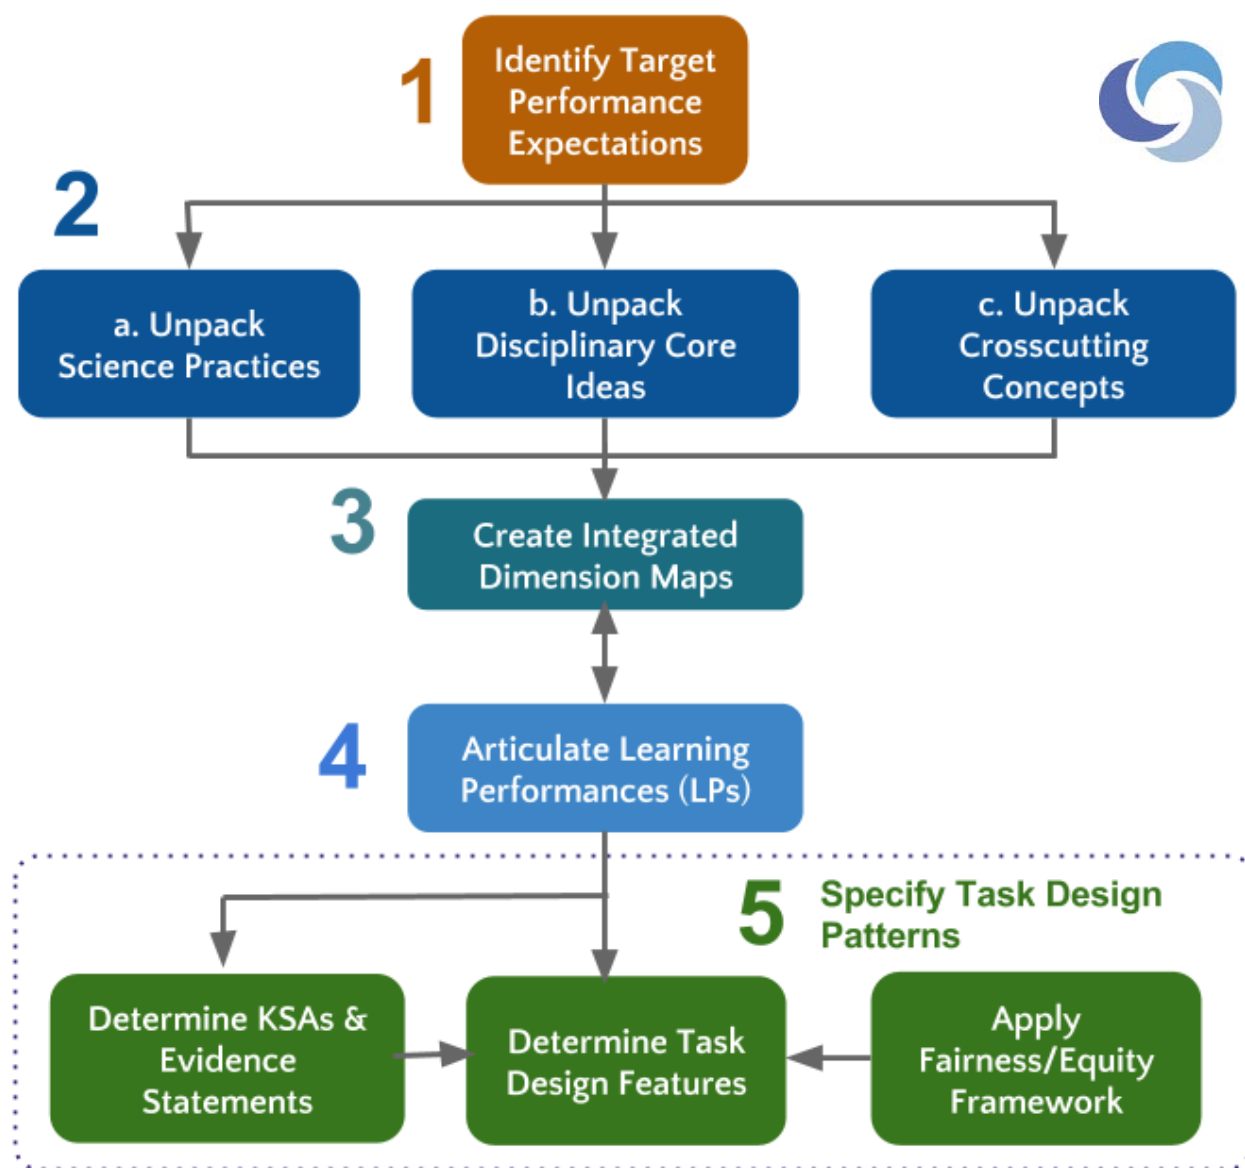 1
Identify Target
Performance
Expectations
2
a. Unpack
Science Practices
b. Unpack
Disciplinary Core
Ideas
c. Unpack
Crosscutting
Concepts
3
Create Integrated
Dimension Maps
4
Articulate Learning
Performances (LPs)
5
Specify Task Design
Patterns
Determine KSAs &
Evidence
Statements
Determine Task
Design Features
Apply
Fairness/Equity
Framework